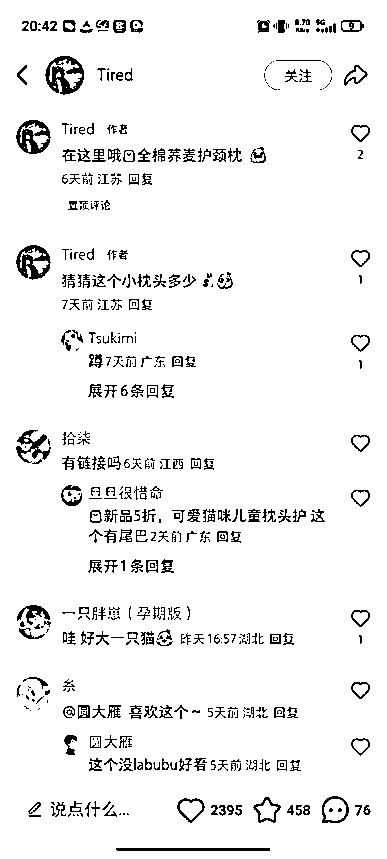 20:42
Tired
关注
Tired 作者
在这里哦全棉荞麦护颈枕
6天前 江苏 回复
2
置顶评论
Tired 作者
猜猜这个小枕头多少
7天前 江苏 回复
1
Tsukimi
蹲 7天前 广东 回复
1
展开6条回复
拾柒
有链接吗 6天前 江西 回复
旦旦很惜命
新品5折，可爱猫咪儿童枕头护 这
个有尾巴 2天前 广东 回复
展开1条回复
一只胖崽（孕期版）
哇 好大一只猫 昨天 16:57 湖北 回复
1
糸
@圆大雁 喜欢这个~ 5天前 湖北 回复
圆大雁
这个没labubu好看 5天前 湖北 回复
说点什么...
2395
458
76